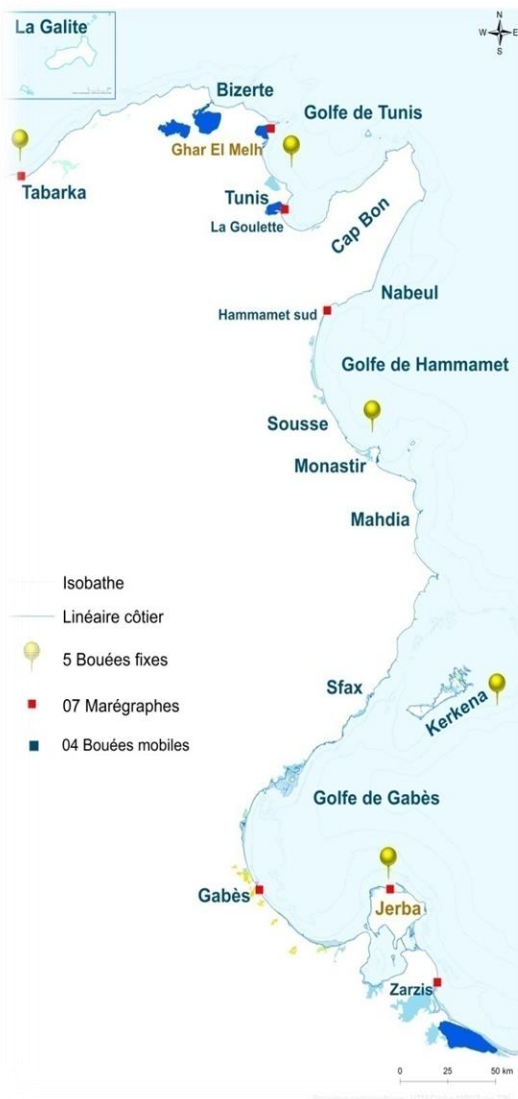 La Galite
N
W
E
S
Bizerte
Golfe de Tunis
Ghar El Melh
Tabarka
Tunis
La Goulette
Cap Bon
Nabeul
Hammamet sud
Golfe de Hammamet
Sousse
Monastir
Mahdia
Isobathe
Linéaire côtier
5 Bouées fixes
Sfax
07 Marégraphes
Kerkena
04 Bouées mobiles
Golfe de Gabès
Gabès
Jerba
Zarzis
0 25 50 km